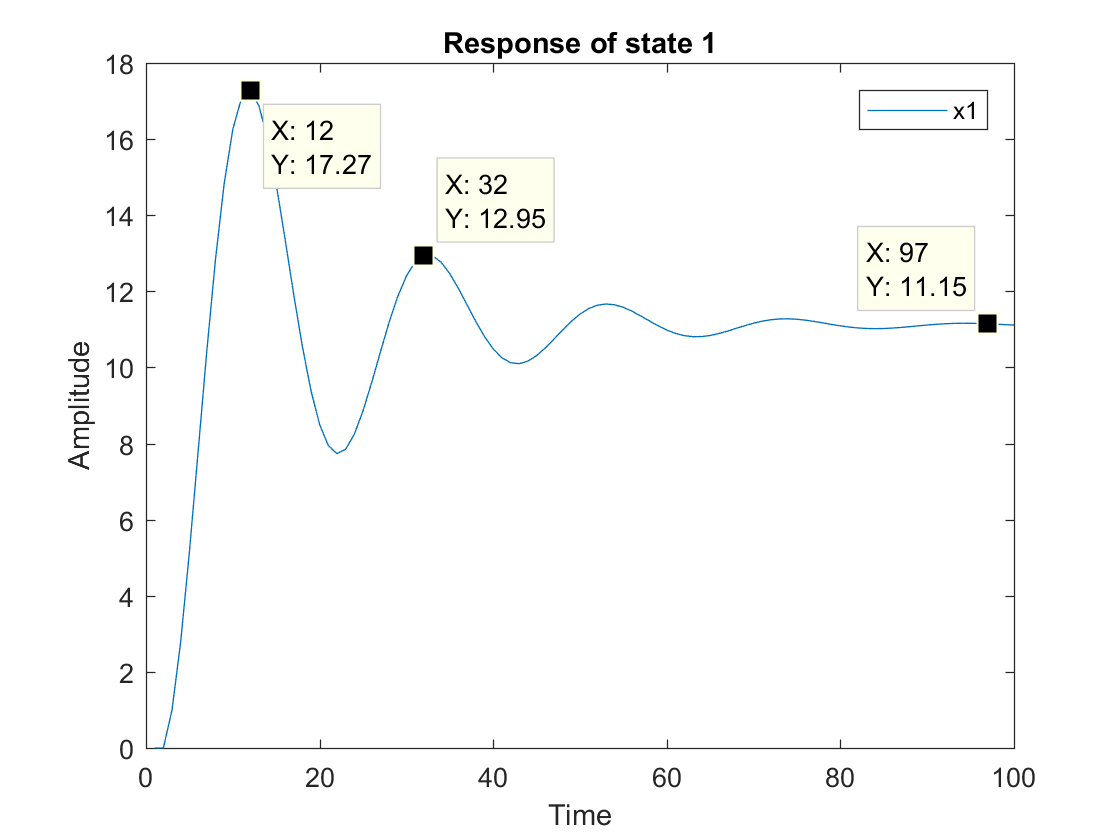 Response of state 1
18
16
14
12
10
8
6
4
2
0
Amplitude
X: 12
Y: 17.27
X: 32
Y: 12.95
X: 97
Y: 11.15
x1
0 20 40 60 80 100
Time